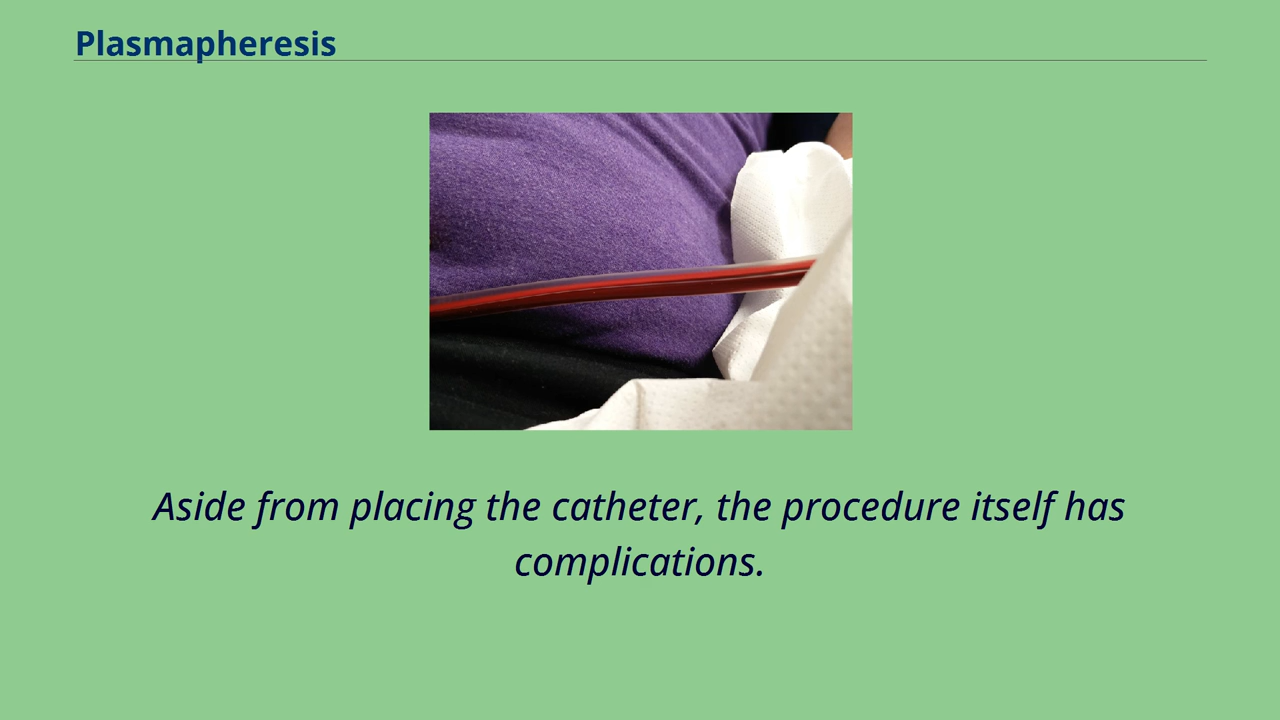 Plasmapheresis
Aside from placing the catheter, the procedure itself has
complications.